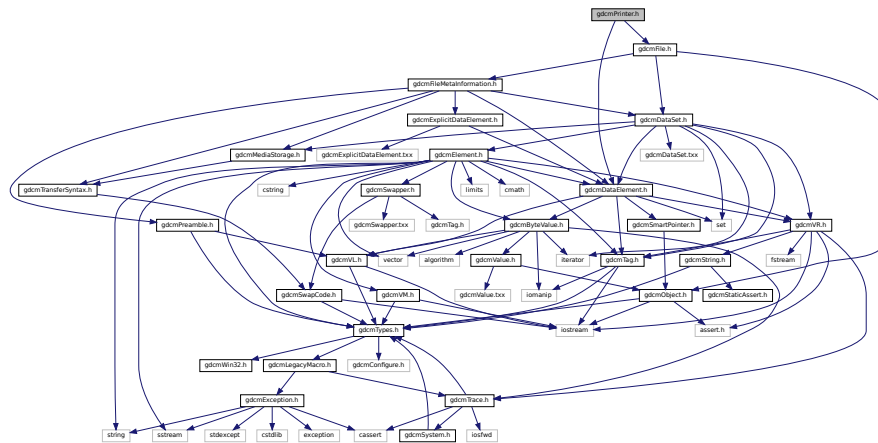 gdcmPrinter.h
gdcmFile.h
gdcmFileMetaInformation.h
gdcmExplicitDataElement.h
gdcmDataSet.h
gdcmMediaStorage.h
gdcmExplicitDataElement.txx
gdcmElement.h
gdcmDataSet.txx
gdcmTransferSyntax.h
cstring
gdcmSwapper.h
limits
cmath
gdcmDataElement.h
gdcmPreamble.h
gdcmSwapper.txx
gdcmTag.h
gdcmByteValue.h
gdcmSmartPointer.h
set
gdcmVR.h
gdcmVL.h
vector
algorithm
gdcmValue.h
iterator
gdcmTag.h
gdcmString.h
fstream
gdcmSwapCode.h
gdcmVM.h
gdcmValue.txx
iomanip
gdcmObject.h
gdcmStaticAssert.h
gdcmTypes.h
iostream
assert.h
gdcmWin32.h
gdcmLegacyMacro.h
gdcmConfigure.h
gdcmException.h
gdcmTrace.h
string
sstream
stdexcept
cstdlib
exception
cassert
gdcmSystem.h
iosfwd